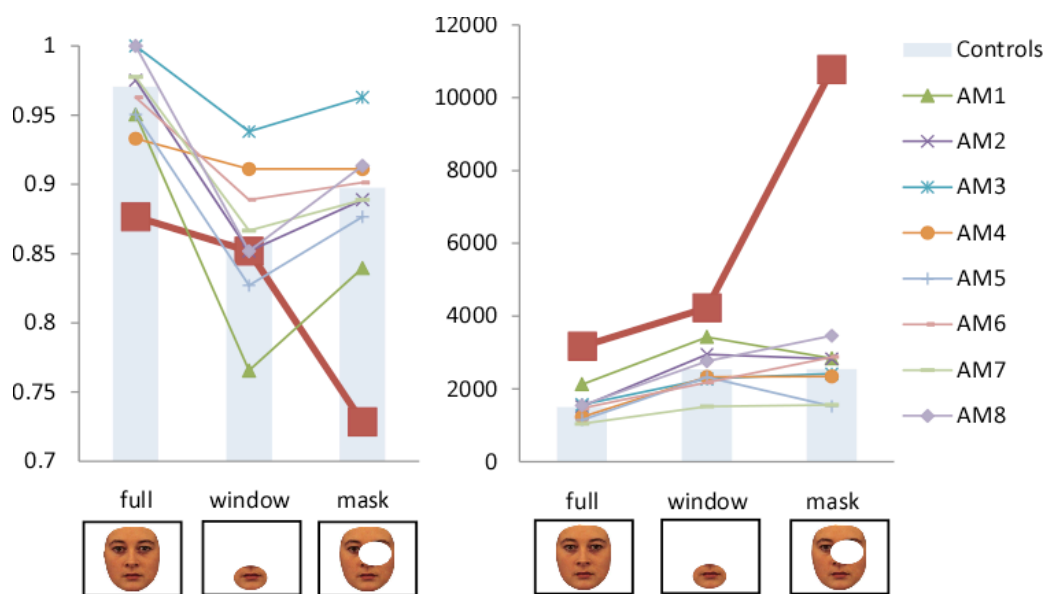 1
0.95
0.9
0.85
0.8
0.75
0.7
full window mask
12000
10000
8000
6000
4000
2000
0
full window mask
Controls
AM1
AM2
AM3
AM4
AM5
AM6
AM7
AM8